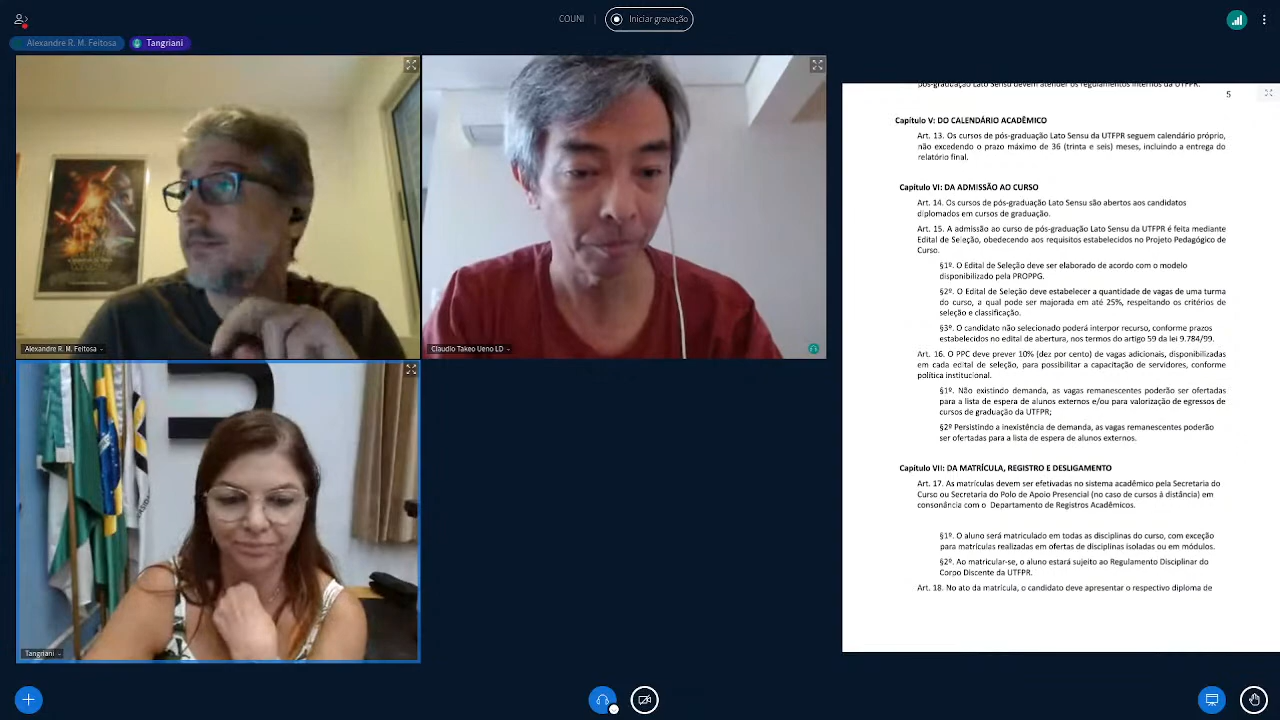 COUNI
Iniciar gravação
Alexandre R. M. Feitosa
Tangriani
Alexandre R. M. Feitosa
Claudio Takeo Ueno LD
Tangriani
pós-graduação Lato Sensu devem atender os regulamentos internos da UTFPR.
5
Capítulo V: DO CALENDÁRIO ACADÊMICO
Art. 13. Os cursos de pós-graduação Lato Sensu da UTFPR seguem calendário próprio,
não excedendo o prazo máximo de 36 (trinta e seis) meses, incluindo a entrega do
relatório final.
Capítulo VI: DA ADMISSÃO AO CURSO
Art. 14. Os cursos de pós-graduação Lato Sensu são abertos aos candidatos
diplomados em cursos de graduação.
Art. 15. A admissão ao curso de pós-graduação Lato Sensu da UTFPR é feita mediante
Edital de Seleção, obedecendo aos requisitos estabelecidos no Projeto Pedagógico de
Curso.
§1º. O Edital de Seleção deve ser elaborado de acordo com o modelo
disponibilizado pela PROPPG.
§2º. O Edital de Seleção deve estabelecer a quantidade de vagas de uma turma
do curso, a qual pode ser majorada em até 25%, respeitando os critérios de
seleção e classificação.
§3º. O candidato não selecionado poderá interpor recurso, conforme prazos
estabelecidos no edital de abertura, nos termos do artigo 59 da lei 9.784/99.
Art. 16. O PPC deve prever 10% (dez por cento) de vagas adicionais, disponibilizadas
em cada edital de seleção, para possibilitar a capacitação de servidores, conforme
política institucional.
§1º. Não existindo demanda, as vagas remanescentes poderão ser ofertadas
para a lista de espera de alunos externos e/ou para valorização de egressos de
cursos de graduação da UTFPR;
§2º Persistindo a inexistência de demanda, as vagas remanescentes poderão
ser ofertadas para a lista de espera de alunos externos.
Capítulo VII: DA MATRÍCULA, REGISTRO E DESLIGAMENTO
Art. 17. As matrículas devem ser efetivadas no sistema acadêmico pela Secretaria do
Curso ou Secretaria do Polo de Apoio Presencial (no caso de cursos á distância) em
consonância com o Departamento de Registros Acadêmicos.
§1º. O aluno será matriculado em todas as disciplinas do curso, com exceção
para matrículas realizadas em ofertas de disciplinas isoladas ou em módulos.
§2º. Ao matricular-se, o aluno estará sujeito ao Regulamento Disciplinar do
Corpo Discente da UTFPR.
Art. 18. No ato da matrícula, o candidato deve apresentar o respectivo diploma de